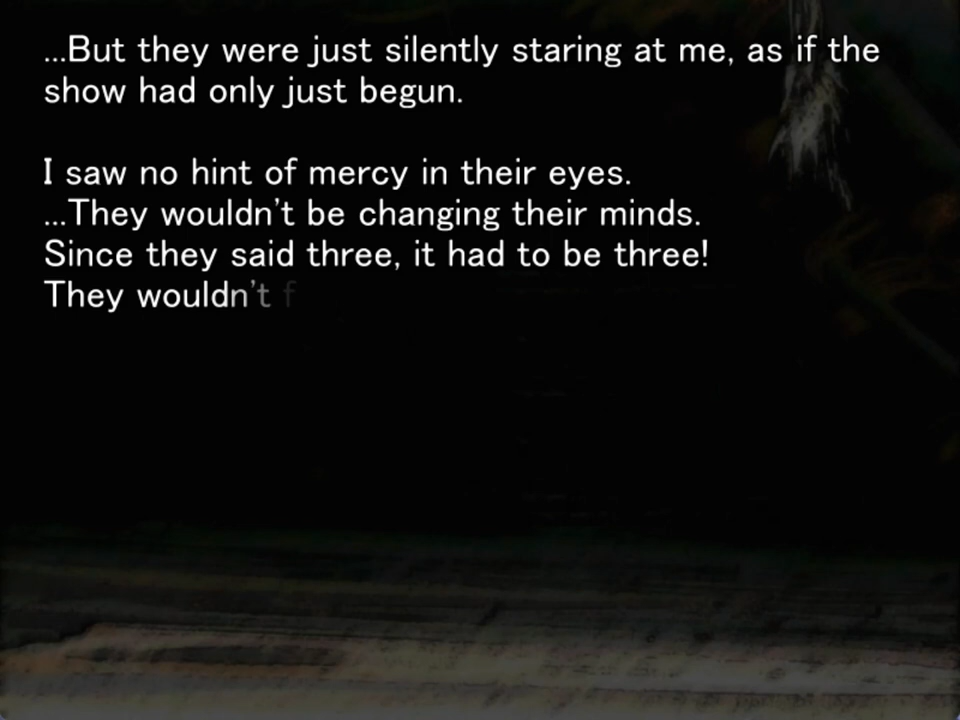 …But they were just silently staring at me, as if the
show had only just begun.
I saw no hint of mercy in their eyes.
…They wouldn't be changing their minds.
Since they said three, it had to be three!
They wouldn't f